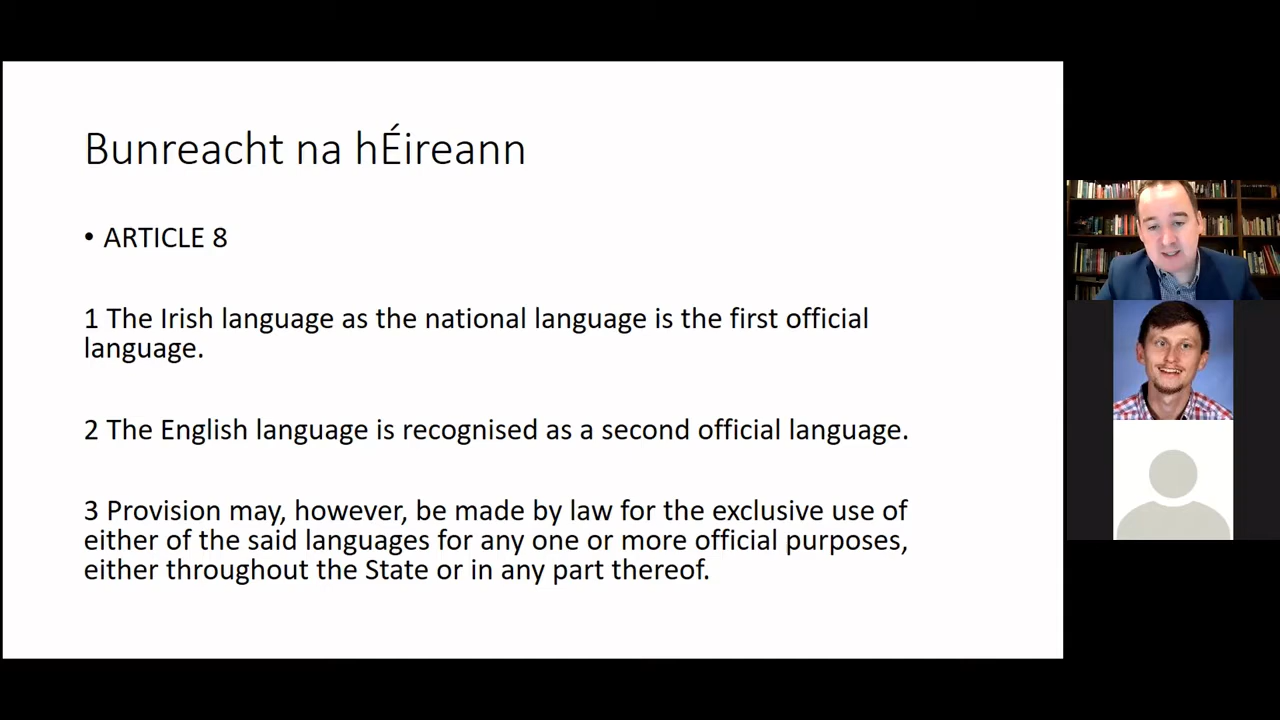 Bunreacht na hÉireann
• ARTICLE 8
1 The Irish language as the national language is the first official
language.
2 The English language is recognised as a second official language.
3 Provision may, however, be made by law for the exclusive use of
either of the said languages for any one or more official purposes,
either throughout the State or in any part thereof.